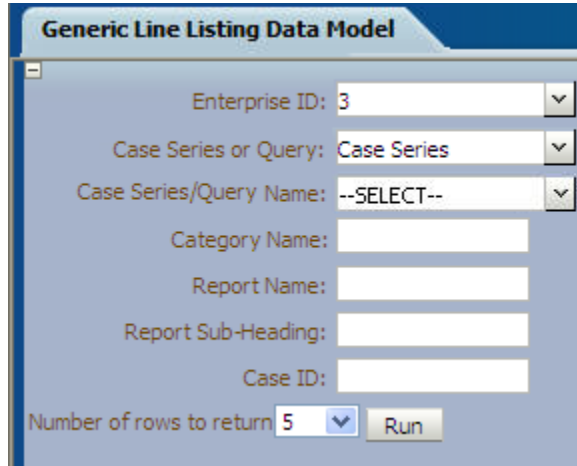 Generic Line Listing Data Model
Enterprise ID: 3
Case Series or Query: Case Series
Case Series/Query Name: --SELECT--
Category Name:
Report Name:
Report Sub-Heading:
Case ID:
Number of rows to return 5 Run